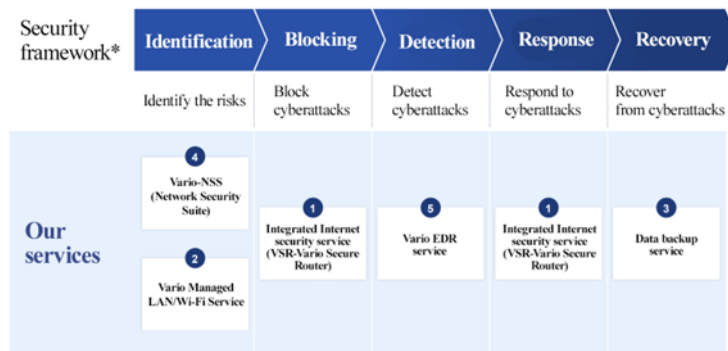 Security
framework*
Identification
Blocking
Detection
Response
Recovery
Identify the risks
Block
cyberattacks
Detect
cyberattacks
Respond to
cyberattacks
Recover
from cyberattacks
Our
services
4
Vario-NSS
(Network Security
Suite)
2
Vario Managed
LAN/Wi-Fi Service
1
Integrated Internet
security service
(VSR-Vario Secure
Router)
5
Vario EDR
service
1
Integrated Internet
security service
(VSR-Vario Secure
Router)
3
Data backup
service